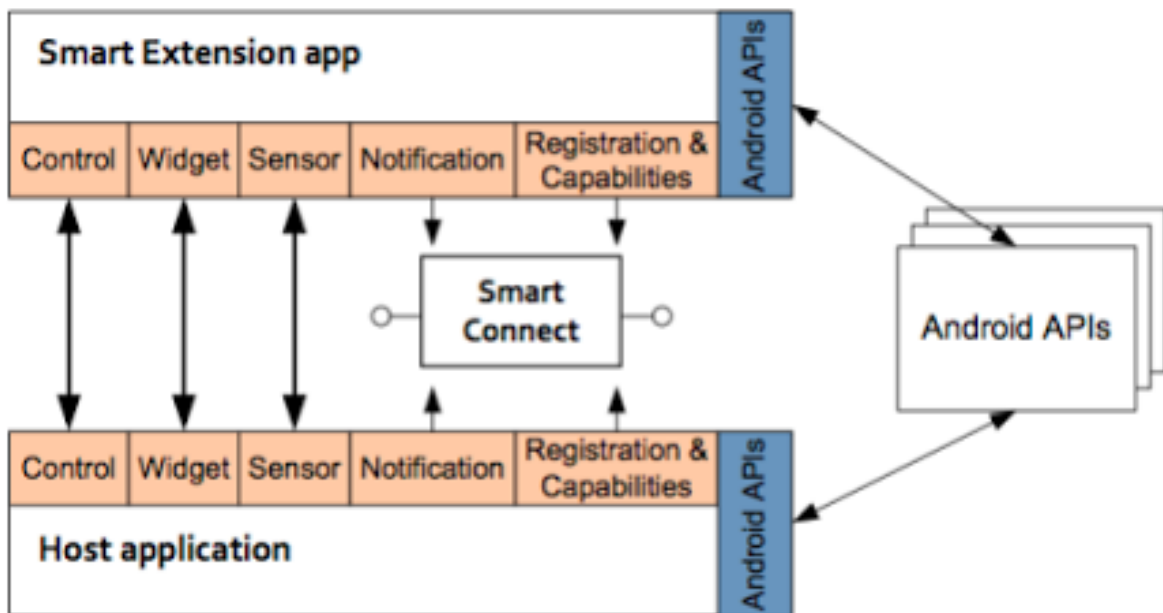 Smart Extension app
Android APIs
Control
Widget
Sensor
Notification
Registration &
Capabilities
Smart
Connect
Android APIs
Control
Widget
Sensor
Notification
Registration &
Capabilities
Android APIs
Host application